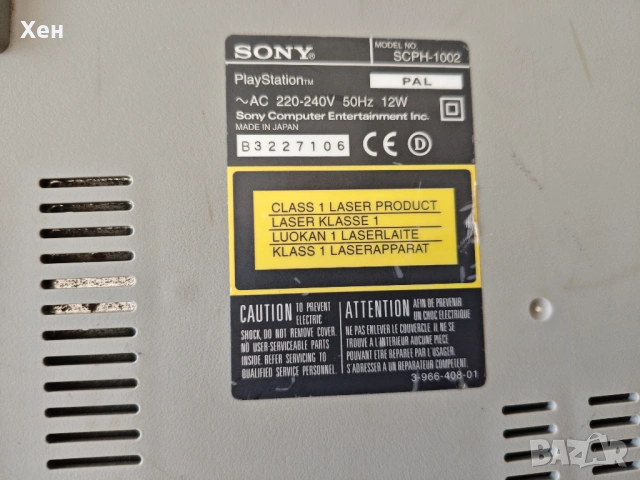 Хен
SONY®
MODEL NO. SCPH-1002
PlayStation™ PAL
~AC 220-240V 50Hz 12W
Sony Computer Entertainment Inc.
MADE IN JAPAN
B3227106 CE D
CLASS 1 LASER PRODUCT
LASER KLASSE 1
LUOKAN 1 LASERLAITE
KLASS 1 LASERAPPARAT
CAUTION TO PREVENT
ELECTRIC
SHOCK, DO NOT REMOVE COVER.
NO USER-SERVICEABLE PARTS
INSIDE. REFER SERVICING TO
QUALIFIED SERVICE PERSONNEL.
ATTENTION AFIN DE PREVENIR
UN CHOC ELECTRIQUE
NE PAS ENLEVER LE COUVERCLE. IL NE SE
TROUVE A L'INTERIEUR AUCUNE PIECE
POUVANT ETRE REPAREE PAR L'USAGER.
S'ADRESSER A UN REPARATEUR COMPETENT.
3-966-408-01
BAZAR